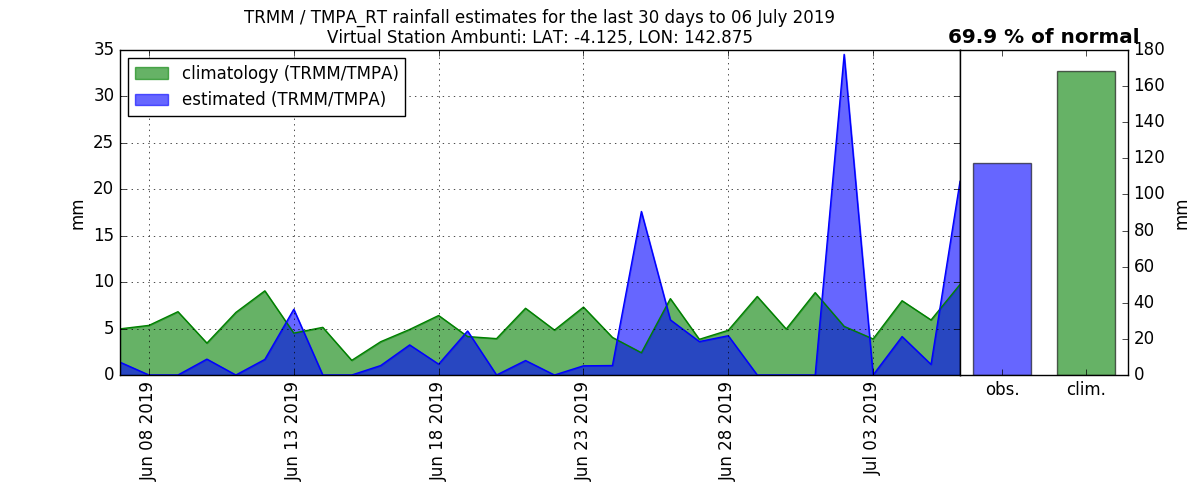 TRMM / TMPA_RT rainfall estimates for the last 30 days to 06 July 2019
Virtual Station Ambunti: LAT: -4.125, LON: 142.875
69.9 % of normal
climatology (TRMM/TMPA)
estimated (TRMM/TMPA)
35
30
25
20
15
10
5
0
mm
180
160
140
120
100
80
60
40
20
0
mm
Jun 08 2019
Jun 13 2019
Jun 18 2019
Jun 23 2019
Jun 28 2019
Jul 03 2019
obs.
clim.